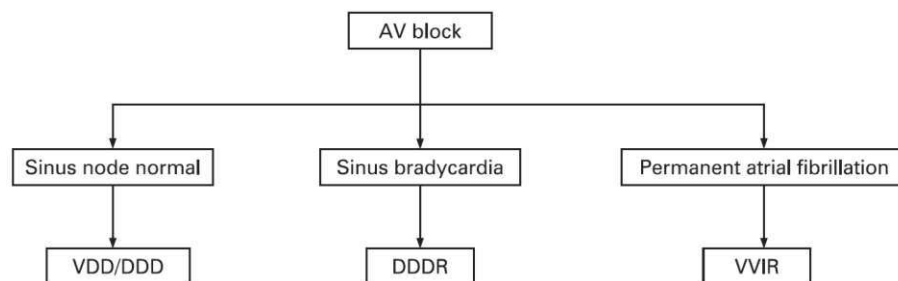 AV block
Sinus node normal
Sinus bradycardia
Permanent atrial fibrillation
VDD/DDD
DDDR
VVIR